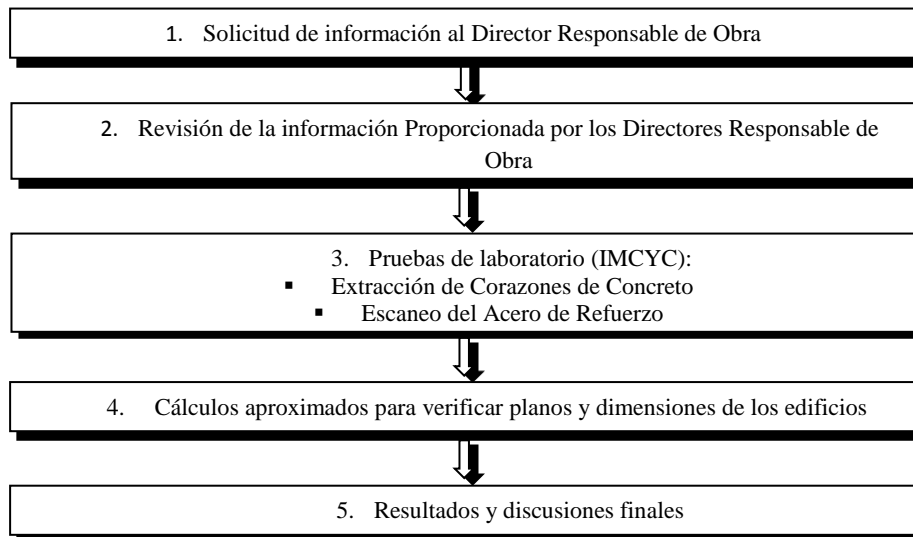 1. Solicitud de información al Director Responsable de Obra
2. Revisión de la información Proporcionada por los Directores Responsable de
Obra
3. Pruebas de laboratorio (IMCYC):
▪ Extracción de Corazones de Concreto
▪ Escaneo del Acero de Refuerzo
4. Cálculos aproximados para verificar planos y dimensiones de los edificios
5. Resultados y discusiones finales